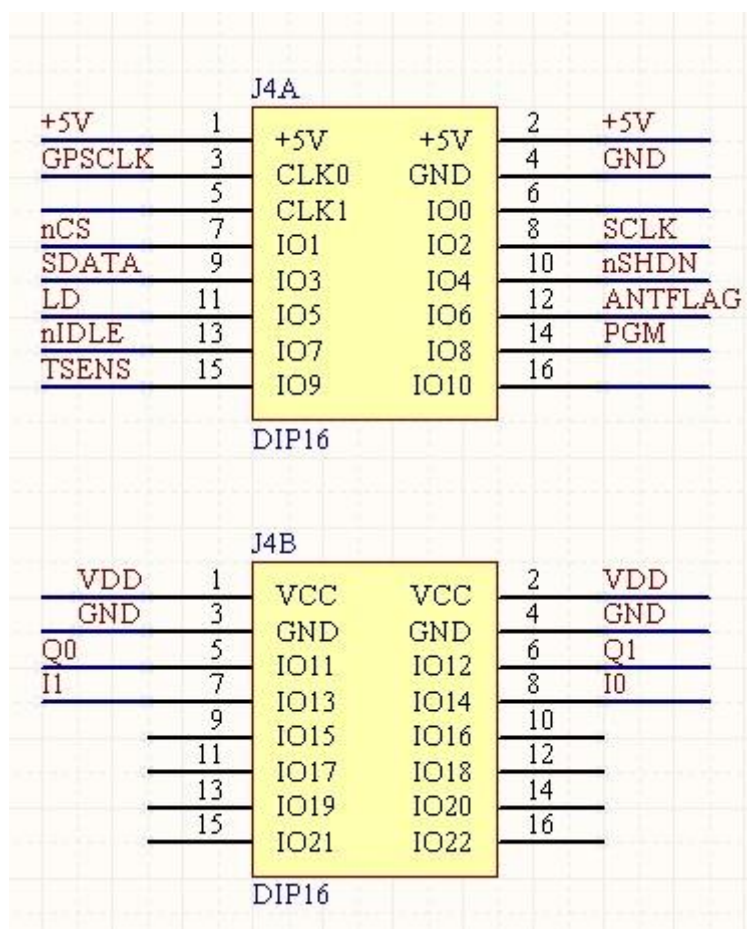 J4A
+5V 1 +5V +5V 2 +5V
GPSCLK 3 CLK0 GND 4 GND
5 CLK1 IO0 6
nCS 7 IO1 IO2 8 SCLK
SDATA 9 IO3 IO4 10 nSHDN
LD 11 IO5 IO6 12 ANTFLAG
nIDLE 13 IO7 IO8 14 PGM
TSENS 15 IO9 IO10 16
DIP16
J4B
VDD 1 VCC VCC 2 VDD
GND 3 GND GND 4 GND
Q0 5 IO11 IO12 6 Q1
I1 7 IO13 IO14 8 I0
9 IO15 IO16 10
11 IO17 IO18 12
13 IO19 IO20 14
15 IO21 IO22 16
DIP16